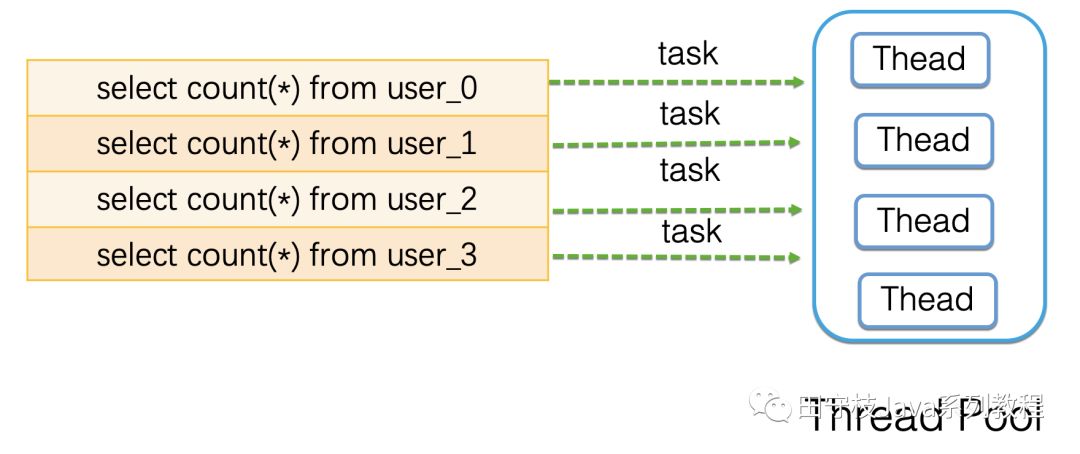 select count(*) from user_0
task
Thead
select count(*) from user_1
task
Thead
select count(*) from user_2
task
Thead
select count(*) from user_3
task
Thead
Thread Pool
田守枝Java系列教程